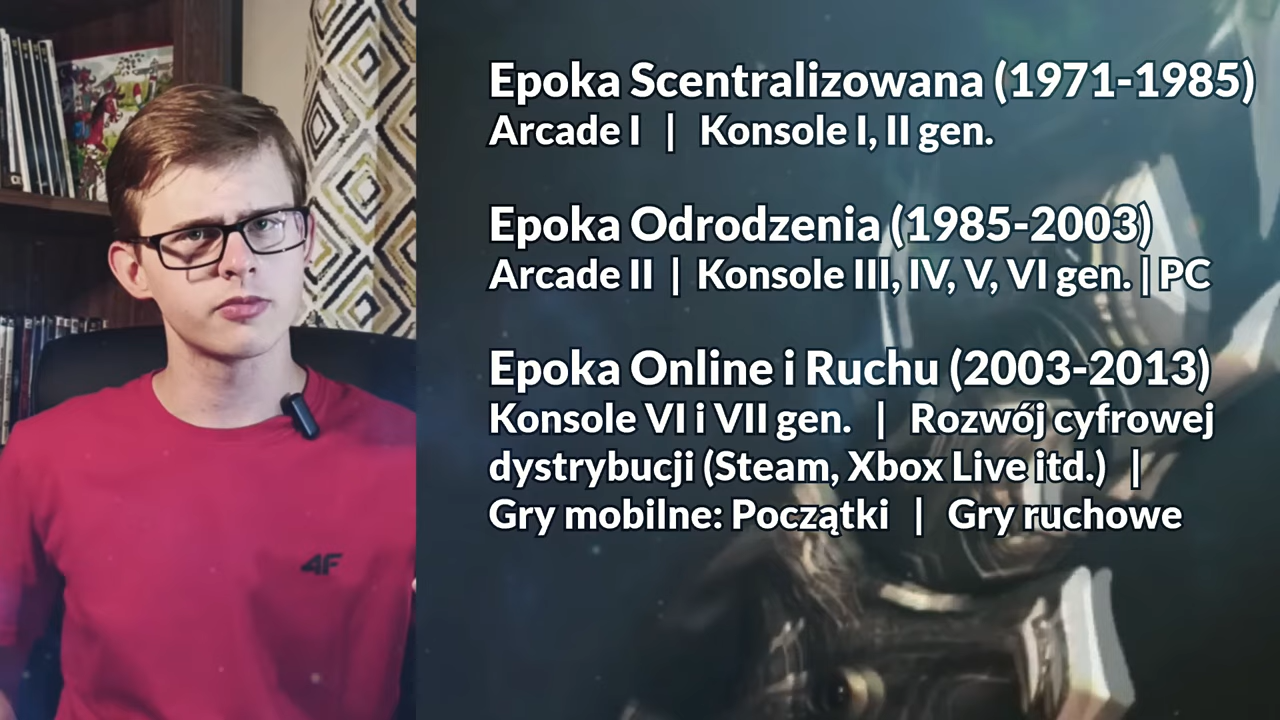 Epoka Scentralizowana (1971-1985)
Arcade I | Konsole I, II gen.
Epoka Odrodzenia (1985-2003)
Arcade II | Konsole III, IV, V, VI gen. | PC
Epoka Online i Ruchu (2003-2013)
Konsole VI i VII gen. | Rozwój cyfrowej
dystrybucji (Steam, Xbox Live itd.) |
Gry mobilne: Początki | Gry ruchowe
4F